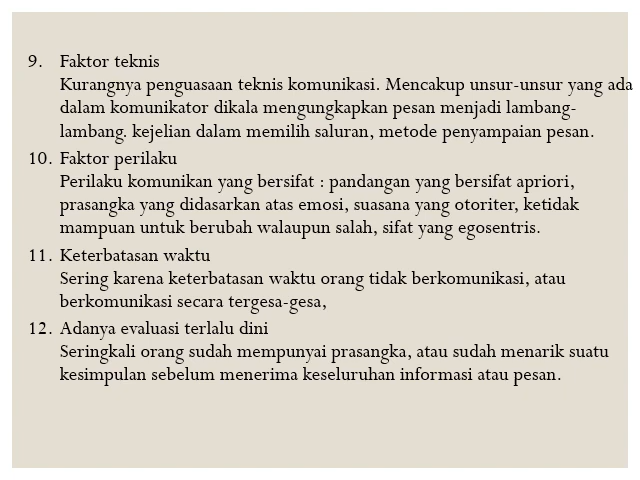 9. Faktor teknis
Kurangnya penguasaan teknis komunikasi. Mencakup unsur-unsur yang ada
dalam komunikator dikala mengungkapkan pesan menjadi lambang-
lambang. kejelian dalam memilih saluran, metode penyampaian pesan.
10. Faktor perilaku
Perilaku komunikan yang bersifat : pandangan yang bersifat apriori,
prasangka yang didasarkan atas emosi, suasana yang otoriter, ketidak
mampuan untuk berubah walaupun salah, sifat yang egosentris.
11. Keterbatasan waktu
Sering karena keterbatasan waktu orang tidak berkomunikasi, atau
berkomunikasi secara tergesa-gesa,
12. Adanya evaluasi terlalu dini
Seringkali orang sudah mempunyai prasangka, atau sudah menarik suatu
kesimpulan sebelum menerima keseluruhan informasi atau pesan.